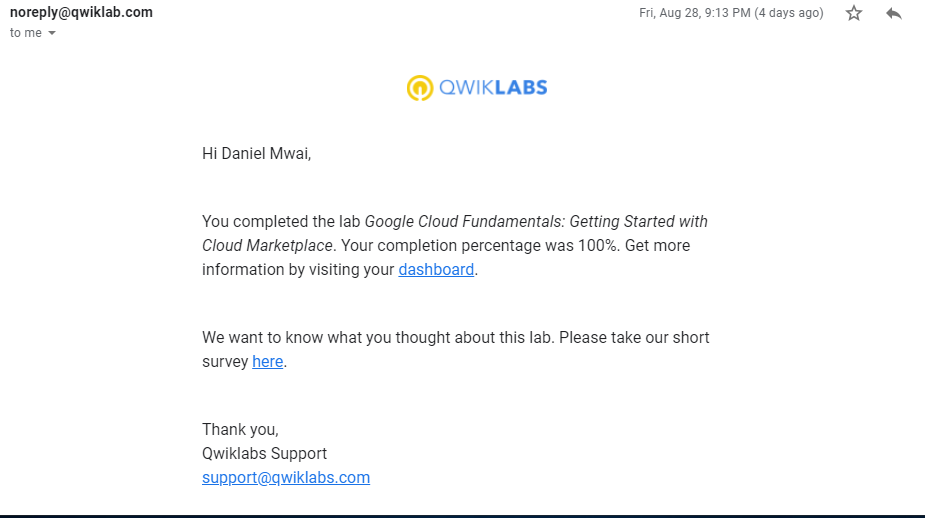 noreply@qwiklab.com
Fri, Aug 28, 9:13 PM (4 days ago)
to me
QWIKLABS
Hi Daniel Mwai,
You completed the lab Google Cloud Fundamentals: Getting Started with
Cloud Marketplace. Your completion percentage was 100%. Get more
information by visiting your dashboard.
We want to know what you thought about this lab. Please take our short
survey here.
Thank you,
Qwiklabs Support
support@qwiklabs.com